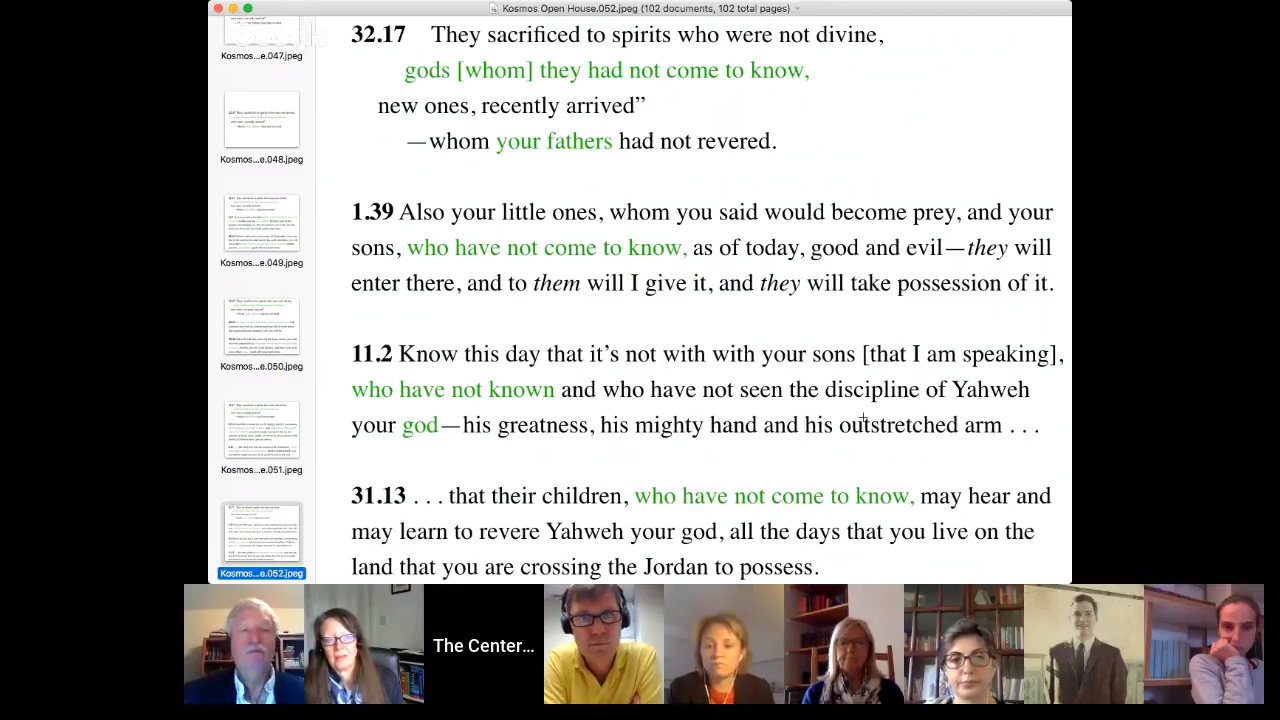 Kosmos Open House.052.jpeg (102 documents, 102 total pages)
Kosmos...e.047.jpeg
Kosmos...e.048.jpeg
Kosmos...e.049.jpeg
Kosmos...e.050.jpeg
Kosmos...e.051.jpeg
Kosmos...e.052.jpeg
32.17 They sacrificed to spirits who were not divine,
gods [whom] they had not come to know,
new ones, recently arrived”
—whom your fathers had not revered.
1.39 Also your little ones, whom you said would become prey, and your
sons, who have not come to know, as of today, good and evil—they will
enter there, and to them will I give it, and they will take possession of it.
11.2 Know this day that it’s not with with your sons [that I am speaking],
who have not known and who have not seen the discipline of Yahweh
your god—his greatness, his mighty hand and his outstretched arm . . .
31.13 . . . that their children, who have not come to know, may hear and
may learn to revere Yahweh your god all the days that you live on the
land that you are crossing the Jordan to possess.
The Center...